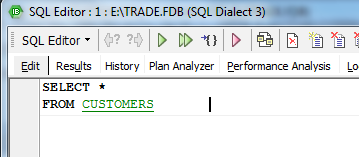 SQL Editor : 1 : E:\TRADE.FDB (SQL Dialect 3)
SQL Editor
Edit Results History Plan Analyzer Performance Analysis Log
SELECT *
FROM CUSTOMERS